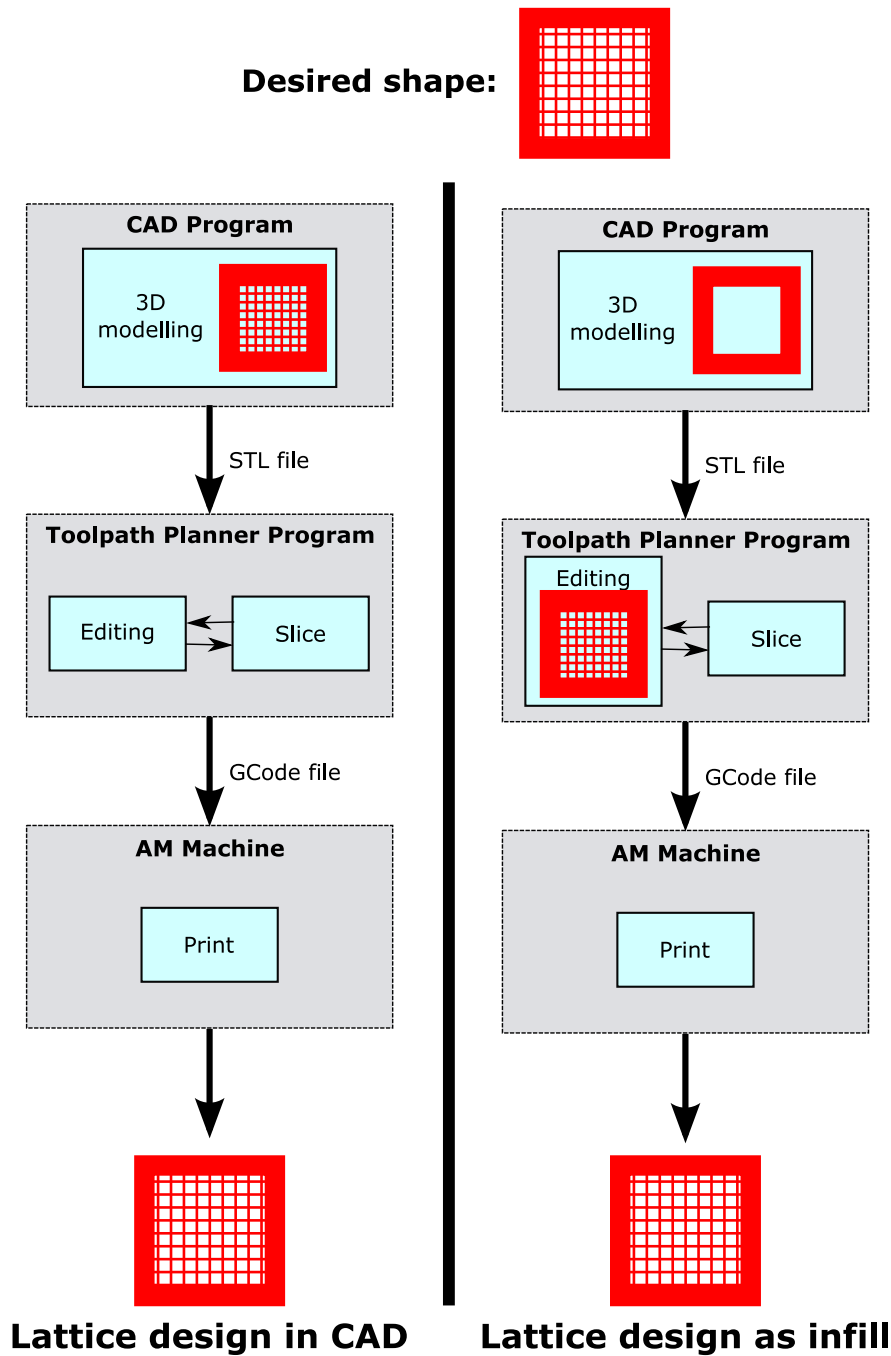 Desired shape:
CAD Program
3D
modelling
STL file
Toolpath Planner Program
Editing
Slice
GCode file
AM Machine
Print
Lattice design in CAD
CAD Program
3D
modelling
STL file
Toolpath Planner Program
Editing
Slice
GCode file
AM Machine
Print
Lattice design as infill